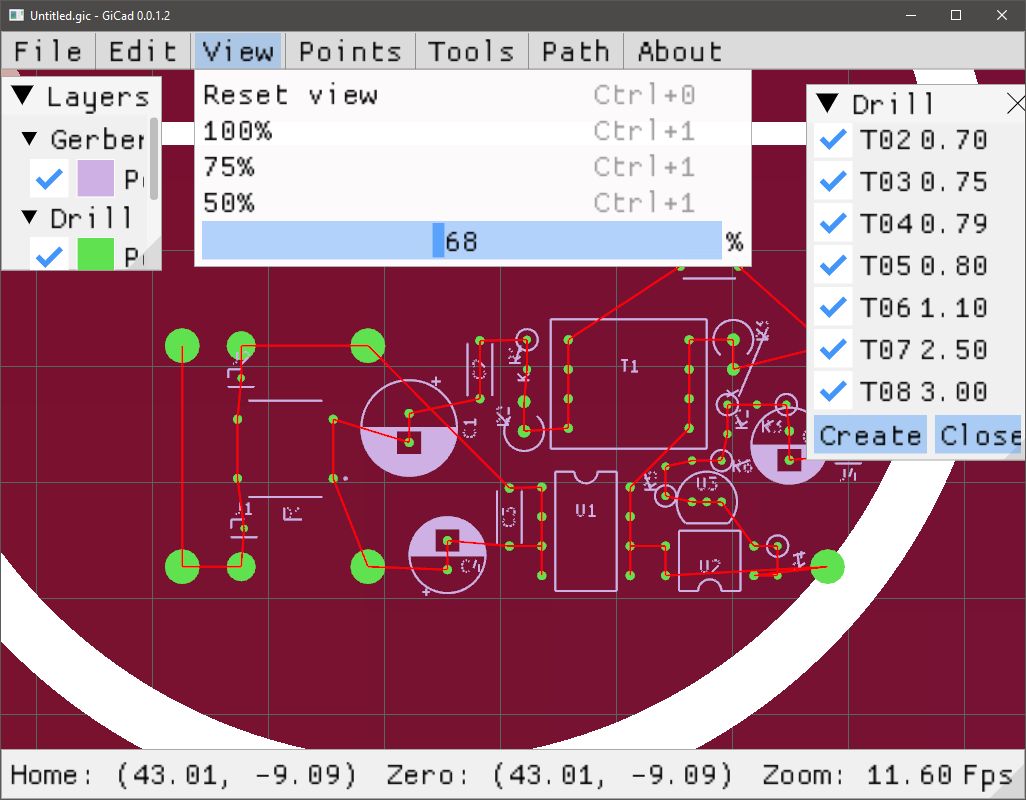 Untitled.gic - GiCad 0.0.1.2
File Edit View Points Tools Path About
Layers
Gerber
Drill
Reset view Ctrl+0
100% Ctrl+1
75% Ctrl+1
50% Ctrl+1
68 %
Drill
T02 0.70
T03 0.75
T04 0.79
T05 0.80
T06 1.10
T07 2.50
T08 3.00
Create Close
T1
C1
K3
U3
U1
C3
J1
U2
C4
J4
Home: (43.01, -9.09) Zero: (43.01, -9.09) Zoom: 11.60 Fps